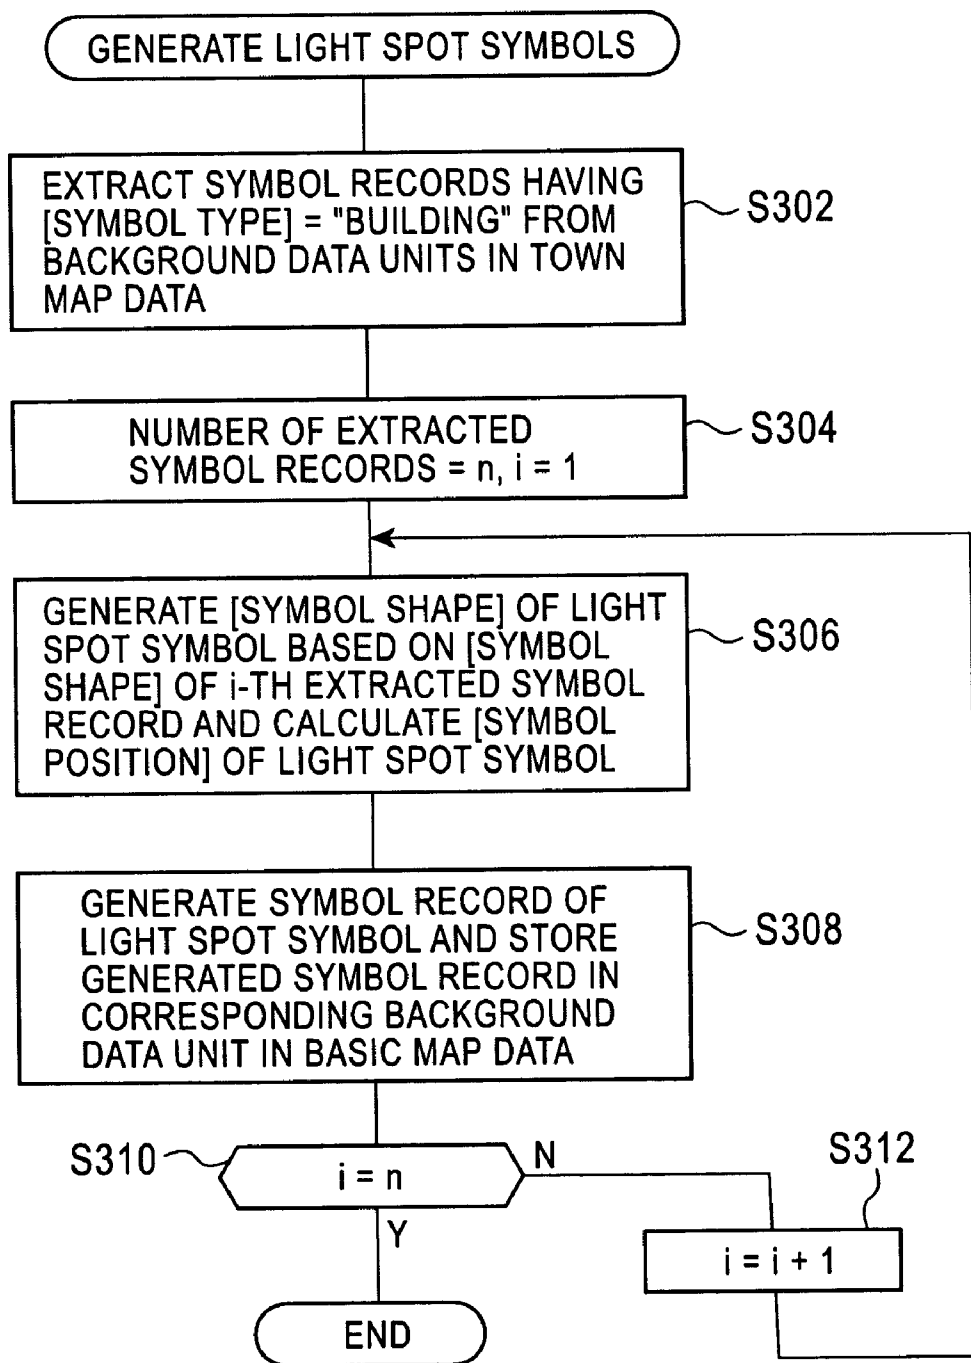 GENERATE LIGHT SPOT SYMBOLS
EXTRACT SYMBOL RECORDS HAVING
[SYMBOL TYPE] = "BUILDING" FROM
BACKGROUND DATA UNITS IN TOWN
MAP DATA
S302
NUMBER OF EXTRACTED
SYMBOL RECORDS = n, i = 1
S304
GENERATE [SYMBOL SHAPE] OF LIGHT
SPOT SYMBOL BASED ON [SYMBOL
SHAPE] OF i-TH EXTRACTED SYMBOL
RECORD AND CALCULATE [SYMBOL
POSITION] OF LIGHT SPOT SYMBOL
S306
GENERATE SYMBOL RECORD OF
LIGHT SPOT SYMBOL AND STORE
GENERATED SYMBOL RECORD IN
CORRESPONDING BACKGROUND
DATA UNIT IN BASIC MAP DATA
S308
S310
i = n
N
Y
S312
i = i + 1
END